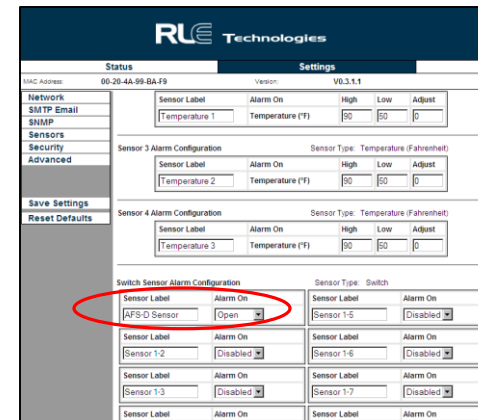 RLE Technologies
Status Settings
MAC Address: 00-20-4A-99-BA-F9 Version: V0.3.1.1
Network
SMTP Email
SNMP
Sensors
Security
Advanced
Save Settings
Reset Defaults
Sensor Label Alarm On High Low Adjust
Temperature 1 Temperature (°F) 90 50 0
Sensor 3 Alarm Configuration Sensor Type: Temperature (Fahrenheit)
Sensor Label Alarm On High Low Adjust
Temperature 2 Temperature (°F) 90 50 0
Sensor 4 Alarm Configuration Sensor Type: Temperature (Fahrenheit)
Sensor Label Alarm On High Low Adjust
Temperature 3 Temperature (°F) 90 50 0
Switch Sensor Alarm Configuration Sensor Type: Switch
Sensor Label Alarm On Sensor Label Alarm On
AFS-D Sensor Open Sensor 1-5 Disabled
Sensor Label Alarm On Sensor Label Alarm On
Sensor 1-2 Disabled Sensor 1-6 Disabled
Sensor Label Alarm On Sensor Label Alarm On
Sensor 1-3 Disabled Sensor 1-7 Disabled
Sensor Label Alarm On Sensor Label Alarm On